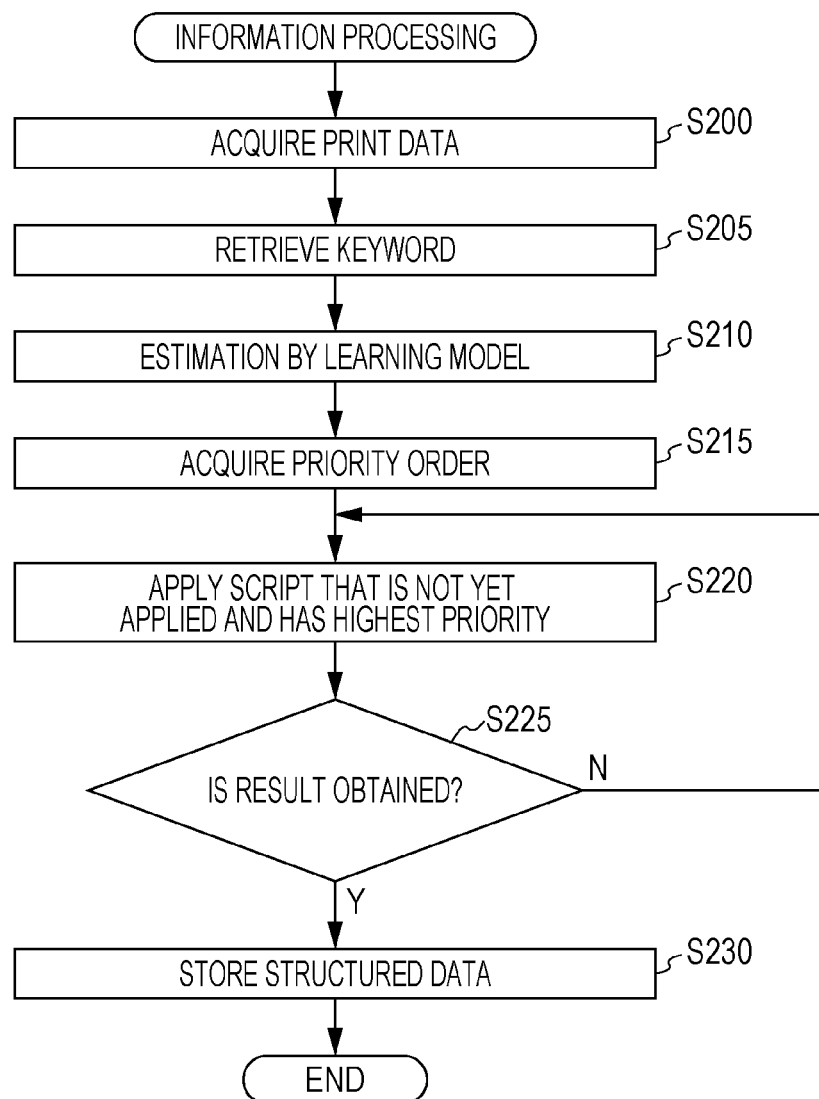 INFORMATION PROCESSING
S200
ACQUIRE PRINT DATA
S205
RETRIEVE KEYWORD
S210
ESTIMATION BY LEARNING MODEL
S215
ACQUIRE PRIORITY ORDER
S220
APPLY SCRIPT THAT IS NOT YET
APPLIED AND HAS HIGHEST PRIORITY
S225
IS RESULT OBTAINED?
N
Y
S230
STORE STRUCTURED DATA
END